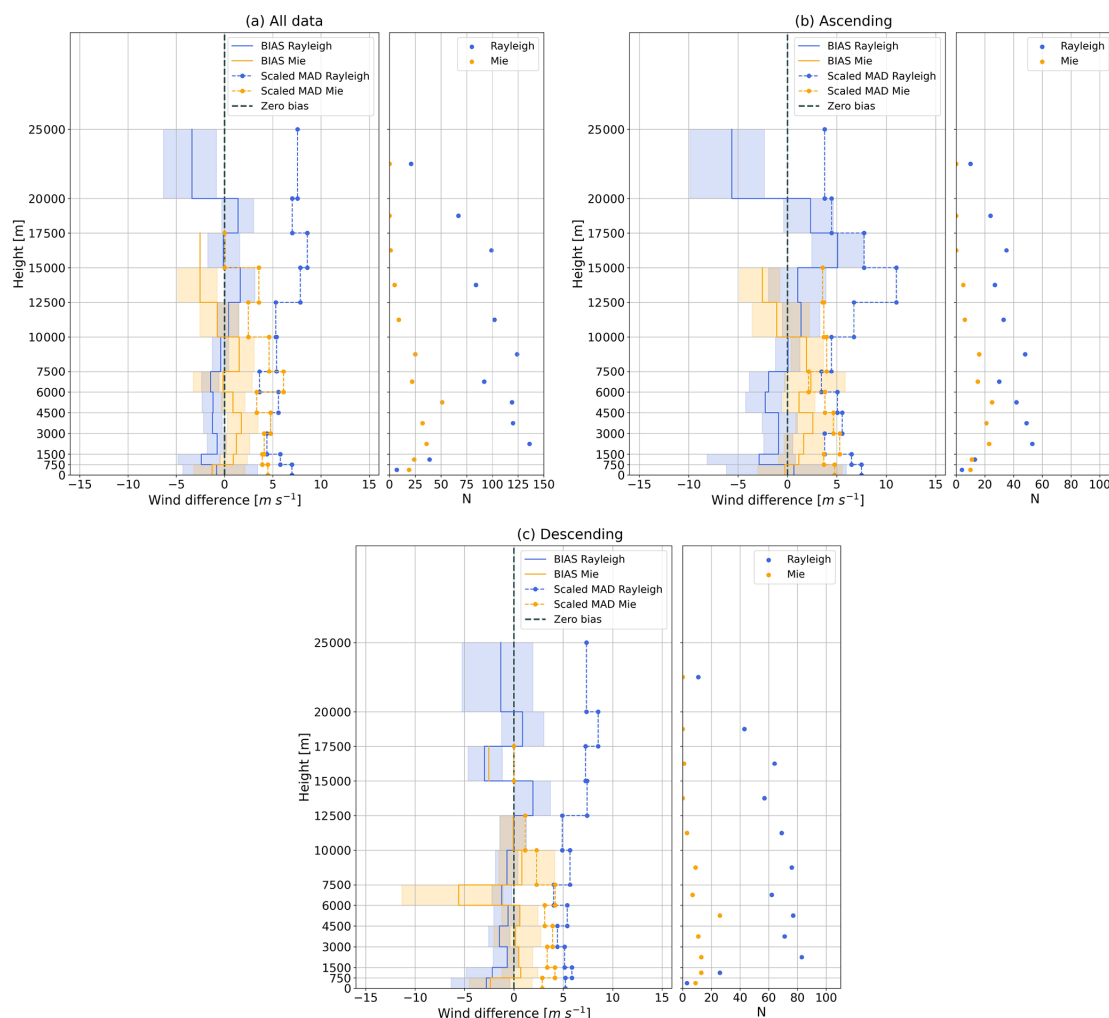 (a) All data
BIAS Rayleigh
BIAS Mie
Scaled MAD Rayleigh
Scaled MAD Mie
Zero bias
Rayleigh
Mie
25000
20000
17500
15000
12500
10000
7500
6000
4500
3000
1500
750
0
Height [m]
−15 −10 −5 0 5 10 15
Wind difference [m s⁻¹]
0 25 50 75 100 125 150
N
(b) Ascending
BIAS Rayleigh
BIAS Mie
Scaled MAD Rayleigh
Scaled MAD Mie
Zero bias
Rayleigh
Mie
25000
20000
17500
15000
12500
10000
7500
6000
4500
3000
1500
750
0
Height [m]
−15 −10 −5 0 5 10 15
Wind difference [m s⁻¹]
0 20 40 60 80 100
N
(c) Descending
BIAS Rayleigh
BIAS Mie
Scaled MAD Rayleigh
Scaled MAD Mie
Zero bias
Rayleigh
Mie
25000
20000
17500
15000
12500
10000
7500
6000
4500
3000
1500
750
0
Height [m]
−15 −10 −5 0 5 10 15
Wind difference [m s⁻¹]
0 20 40 60 80 100
N